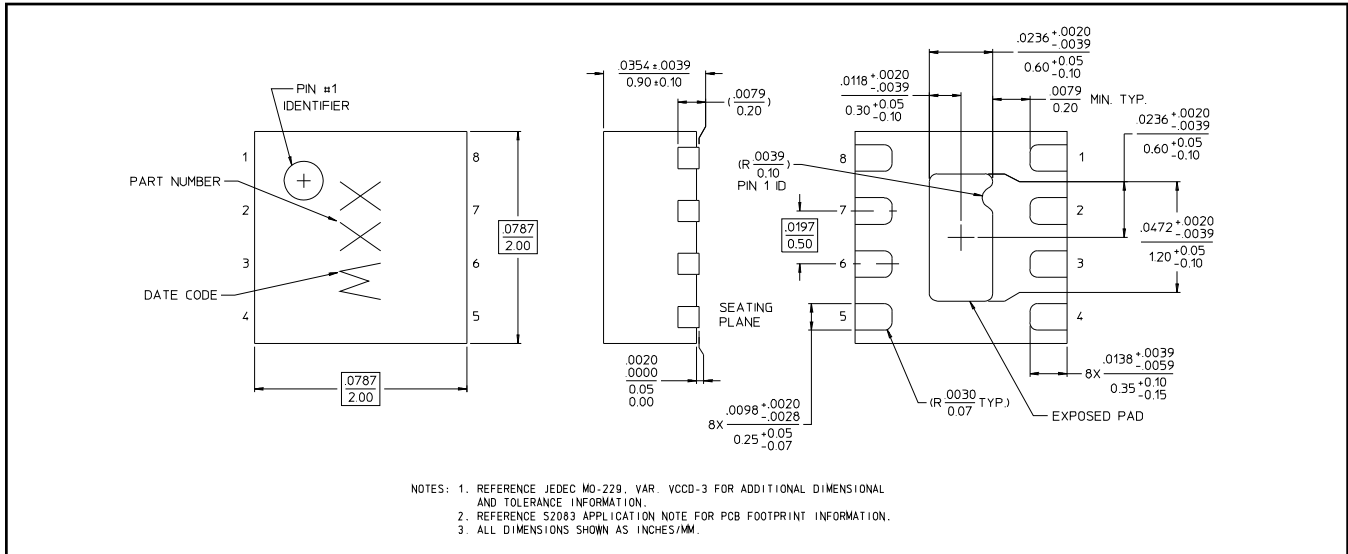 PIN #1
IDENTIFIER
PART NUMBER
DATE CODE
1
2
3
4
8
7
6
5
.0787
2.00
.0787
2.00
.0354 ±.0039
0.90 ±0.10
(.0079
0.20)
SEATING
PLANE
.0020
.0000
0.05
0.00
.0236 +.0020
-.0039
0.60 +0.05
-0.10
.0118 +.0020
-.0039
0.30 +0.05
-0.10
.0079
0.20 MIN. TYP.
.0236 +.0020
-.0039
0.60 +0.05
-0.10
(R .0039
0.10)
PIN 1 ID
.0197
0.50
8
7
6
5
1
2
3
4
.0472 +.0020
-.0039
1.20 +0.05
-0.10
8X .0138 +.0039
-.0059
0.35 +0.10
-0.15
8X .0098 +.0020
-.0028
0.25 +0.05
-0.07
(R .0030 TYP.)
0.07
EXPOSED PAD
NOTES: 1. REFERENCE JEDEC MO-229, VAR. VCCD-3 FOR ADDITIONAL DIMENSIONAL
AND TOLERANCE INFORMATION.
2. REFERENCE S2083 APPLICATION NOTE FOR PCB FOOTPRINT INFORMATION.
3. ALL DIMENSIONS SHOWN AS INCHES/MM.
XX
M